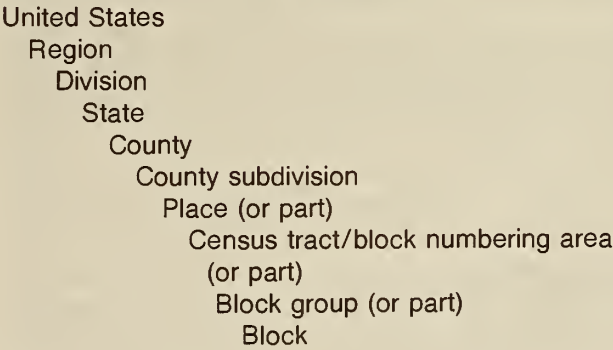 United States
Region
Division
State
County
County subdivision
Place (or part)
Census tract/block numbering area
(or part)
Block group (or part)
Block